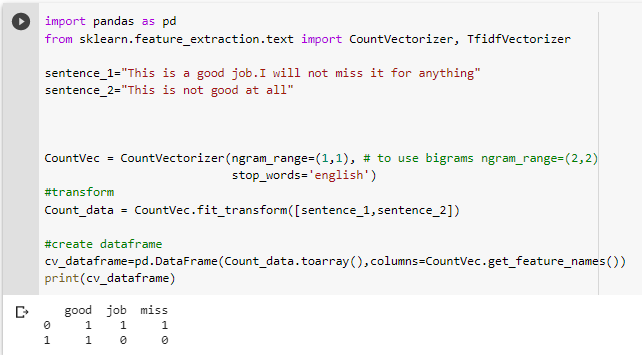 import pandas as pd
from sklearn.feature_extraction.text import CountVectorizer, TfidfVectorizer
sentence_1="This is a good job.I will not miss it for anything"
sentence_2="This is not good at all"
CountVec = CountVectorizer(ngram_range=(1,1), # to use bigrams ngram_range=(2,2)
                           stop_words='english')
#transform
Count_data = CountVec.fit_transform([sentence_1,sentence_2])
#create dataframe
cv_dataframe=pd.DataFrame(Count_data.toarray(),columns=CountVec.get_feature_names())
print(cv_dataframe)
   good  job  miss
0     1    1     1
1     1    0     0